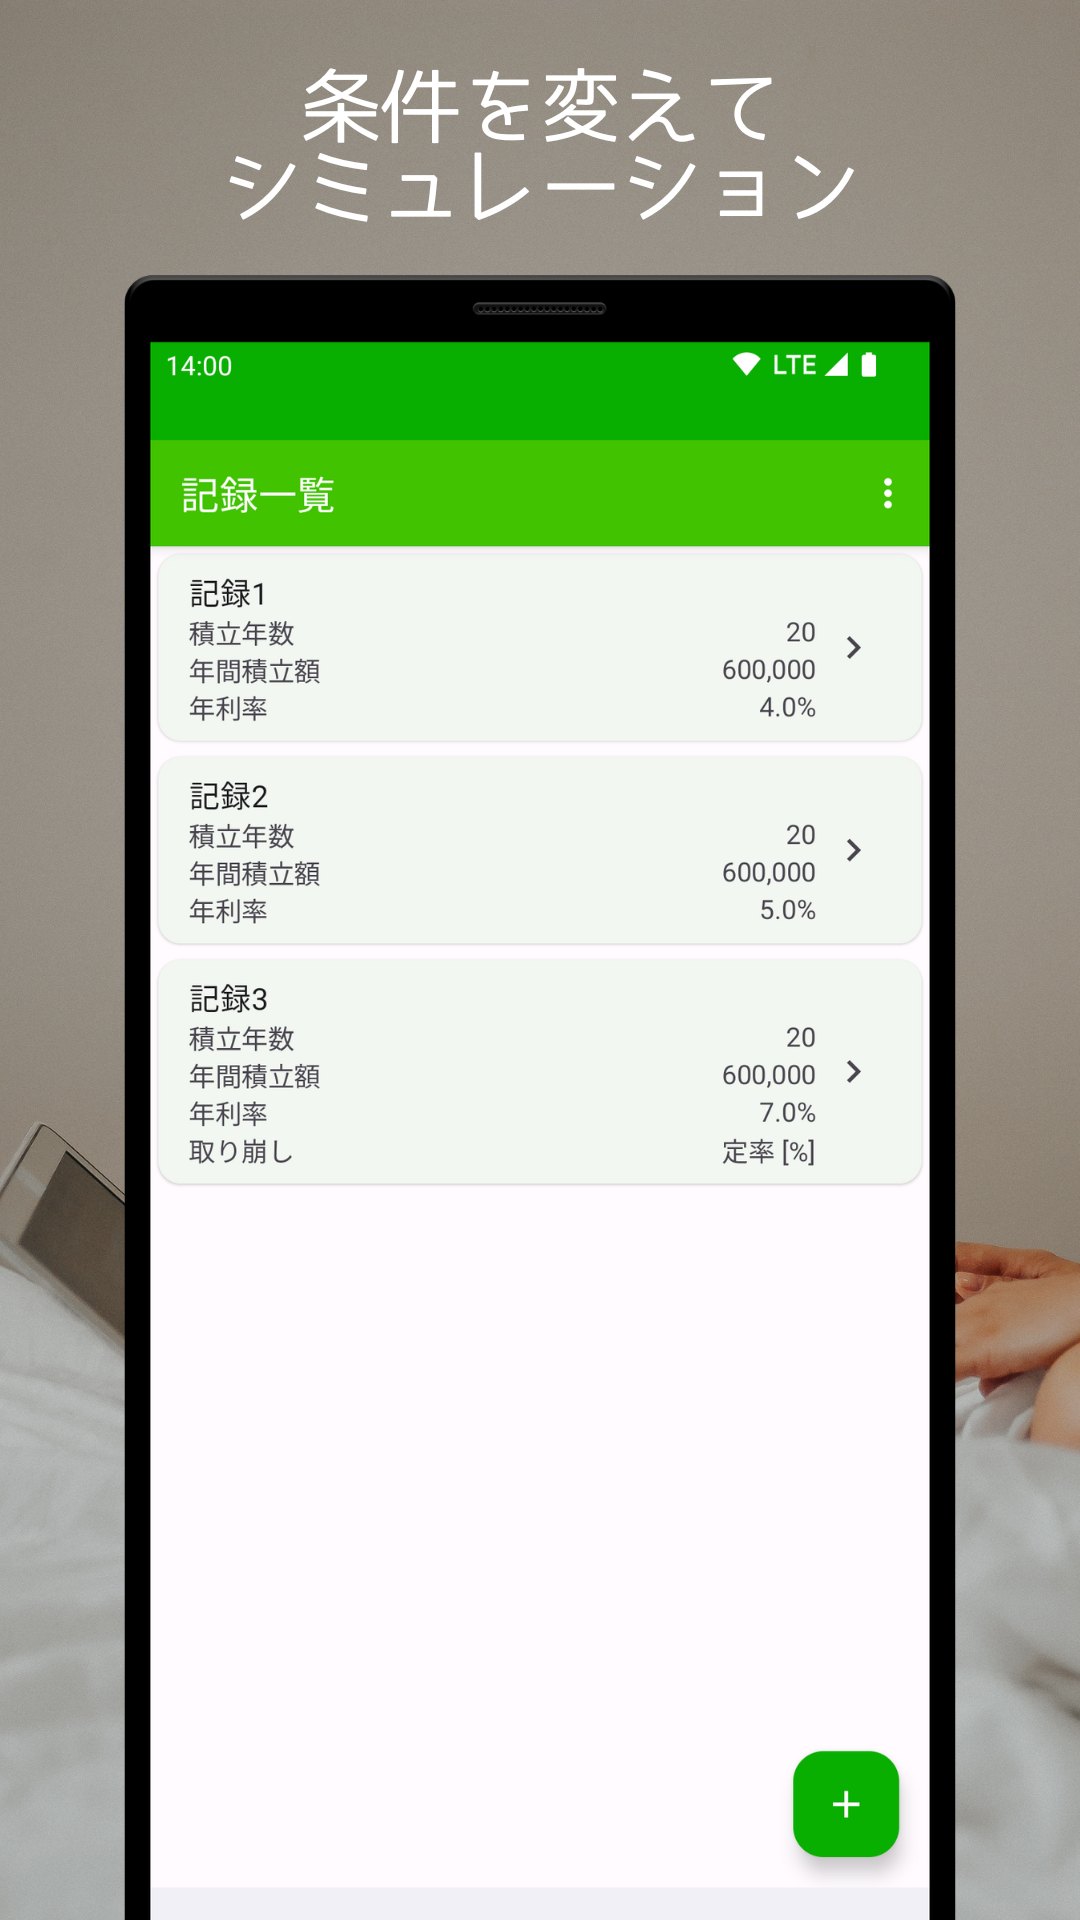 条件を変えて
シミュレーション
14:00 LTE
記録一覧
記録1
積立年数 20
年間積立額 600,000
年利率 4.0%
記録2
積立年数 20
年間積立額 600,000
年利率 5.0%
記録3
積立年数 20
年間積立額 600,000
年利率 7.0%
取り崩し 定率 [%]